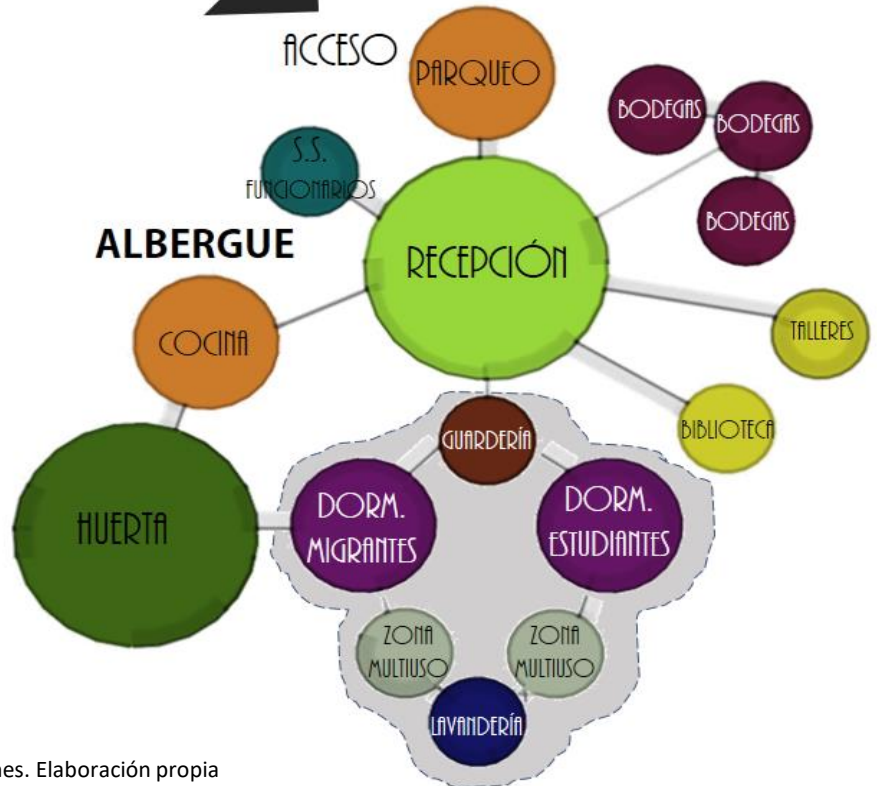 ACCESO
PARQUEO
BODEGAS
BODEGAS
BODEGAS
S.S.
FUNCIONARIOS
ALBERGUE
RECEPCIÓN
COCINA
TALLERES
BIBLIOTECA
GUARDERÍA
HUERTA
DORM.
MIGRANTES
DORM.
ESTUDIANTES
ZONA
MULTIUSO
ZONA
MULTIUSO
LAVANDERÍA
Elaboración propia